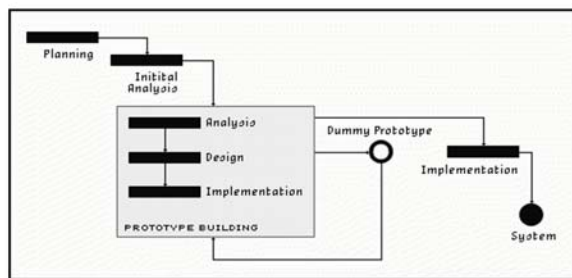 Planning
Initital
Analysis
Analysis
Dummy Prototype
Design
Implementation
Implementation
PROTOTYPE BUILDING
System